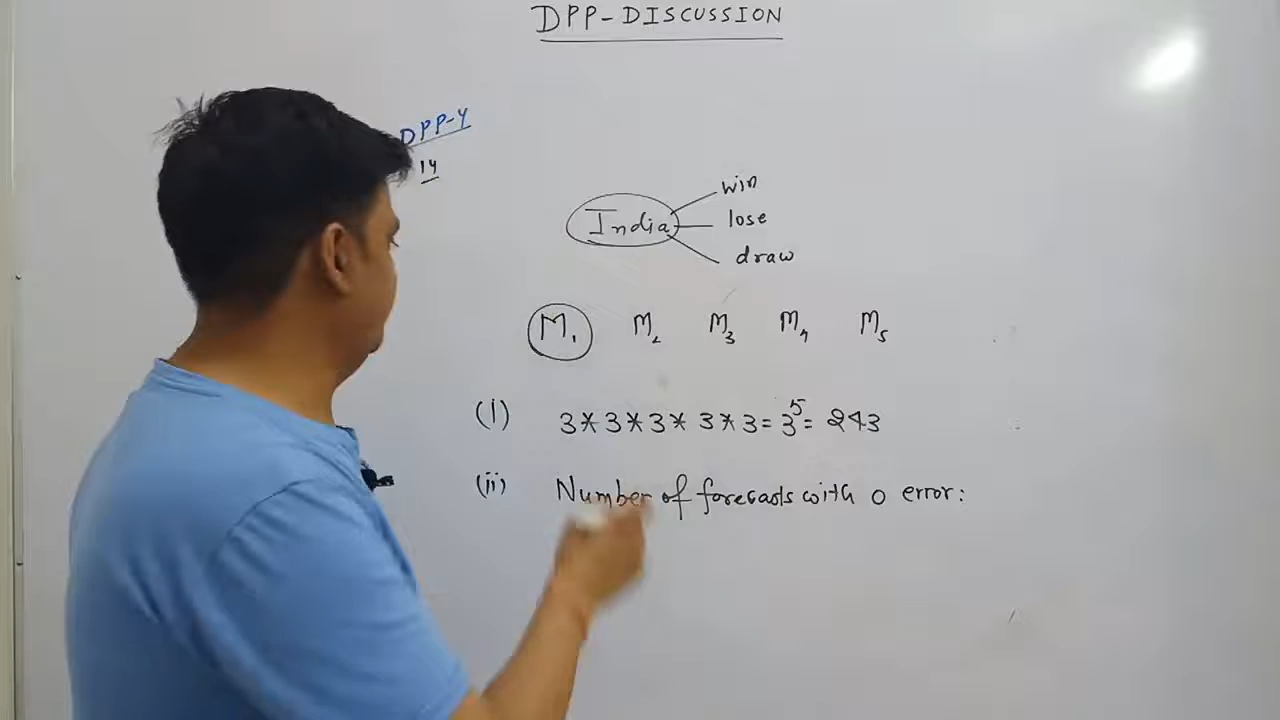 DPP-DISCUSSION
DPP-4
14
India
win
lose
draw
M1 M2 M3 M4 M5
(i) 3*3*3*3*3=3^5=243
(ii) Number of forecasts with 0 error: